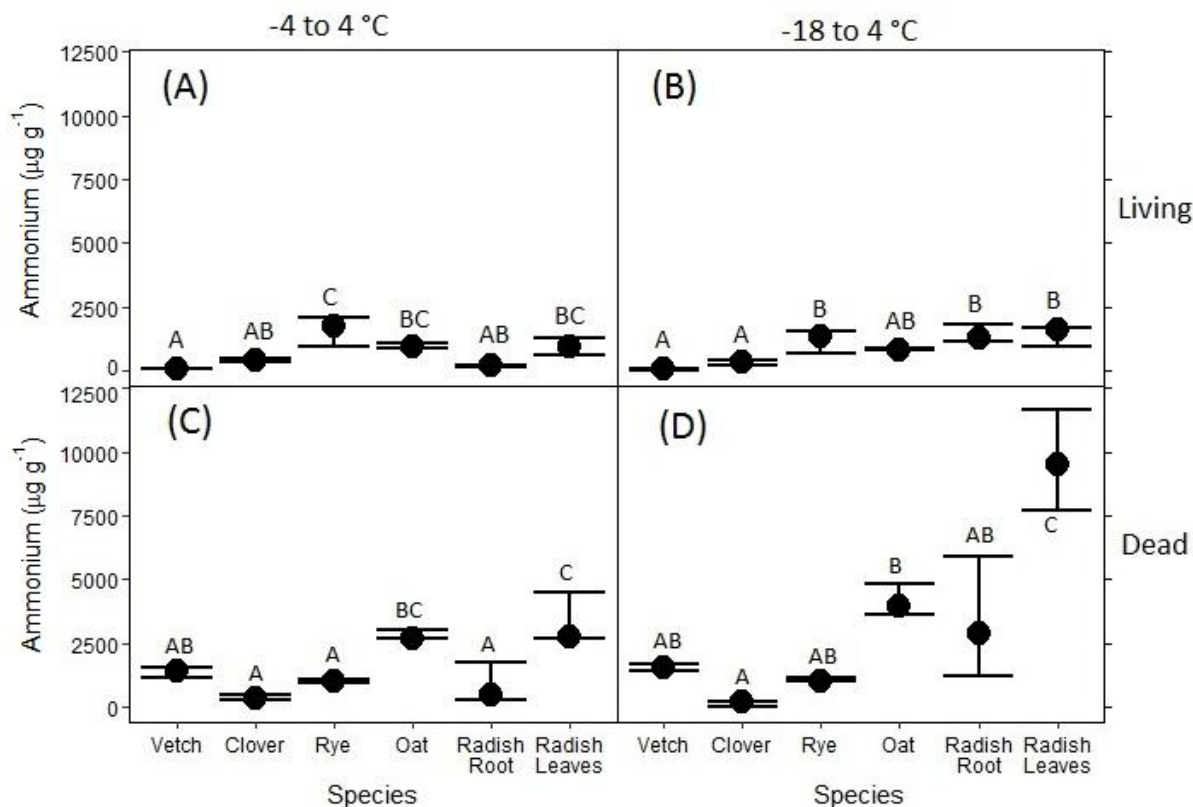 -4 to 4 °C
-18 to 4 °C
(A)
(B)
12500
10000
7500
5000
2500
0
Ammonium (µg g⁻¹)
A
AB
C
BC
AB
BC
A
A
B
AB
B
B
Living
(C)
(D)
12500
10000
7500
5000
2500
0
Ammonium (µg g⁻¹)
AB
A
A
BC
A
C
AB
A
AB
B
AB
C
Dead
Vetch
Clover
Rye
Oat
Radish
Root
Radish
Leaves
Vetch
Clover
Rye
Oat
Radish
Root
Radish
Leaves
Species
Species